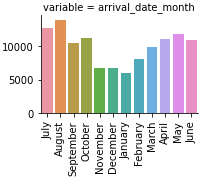 variable = arrival_date_month
10000
5000
0
July
August
September
October
November
December
January
February
March
April
May
June